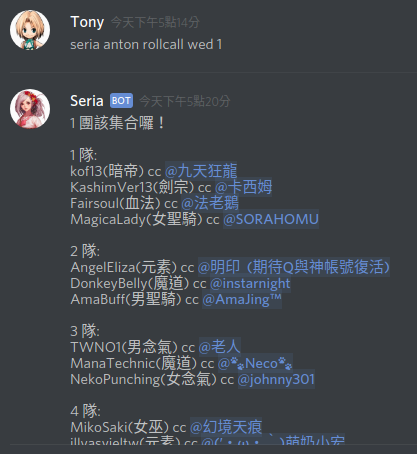 Tony 今天下午5點14分
seria anton rollcall wed 1
Seria BOT 今天下午5點20分
1 團該集合囉！
1 隊:
kof13(暗帝) cc @九天狂龍
KashimVer13(劍宗) cc @卡西姆
Fairsoul(血法) cc @法老鵝
MagicaLady(女聖騎) cc @SORAHOMU
2 隊:
AngelEliza(元素) cc @明印 (期待Q與神帳號復活)
DonkeyBelly(魔道) cc @instarnight
AmaBuff(男聖騎) cc @AmaJing™
3 隊:
TWNO1(男念氣) cc @老人
ManaTechnic(魔道) cc @🐾Neco🐾
NekoPunching(女念氣) cc @johnny301
4 隊:
MikoSaki(女巫) cc @幻境天痕
illyasvieltw(元素) cc @(´・ω・｀)萌奶小宏